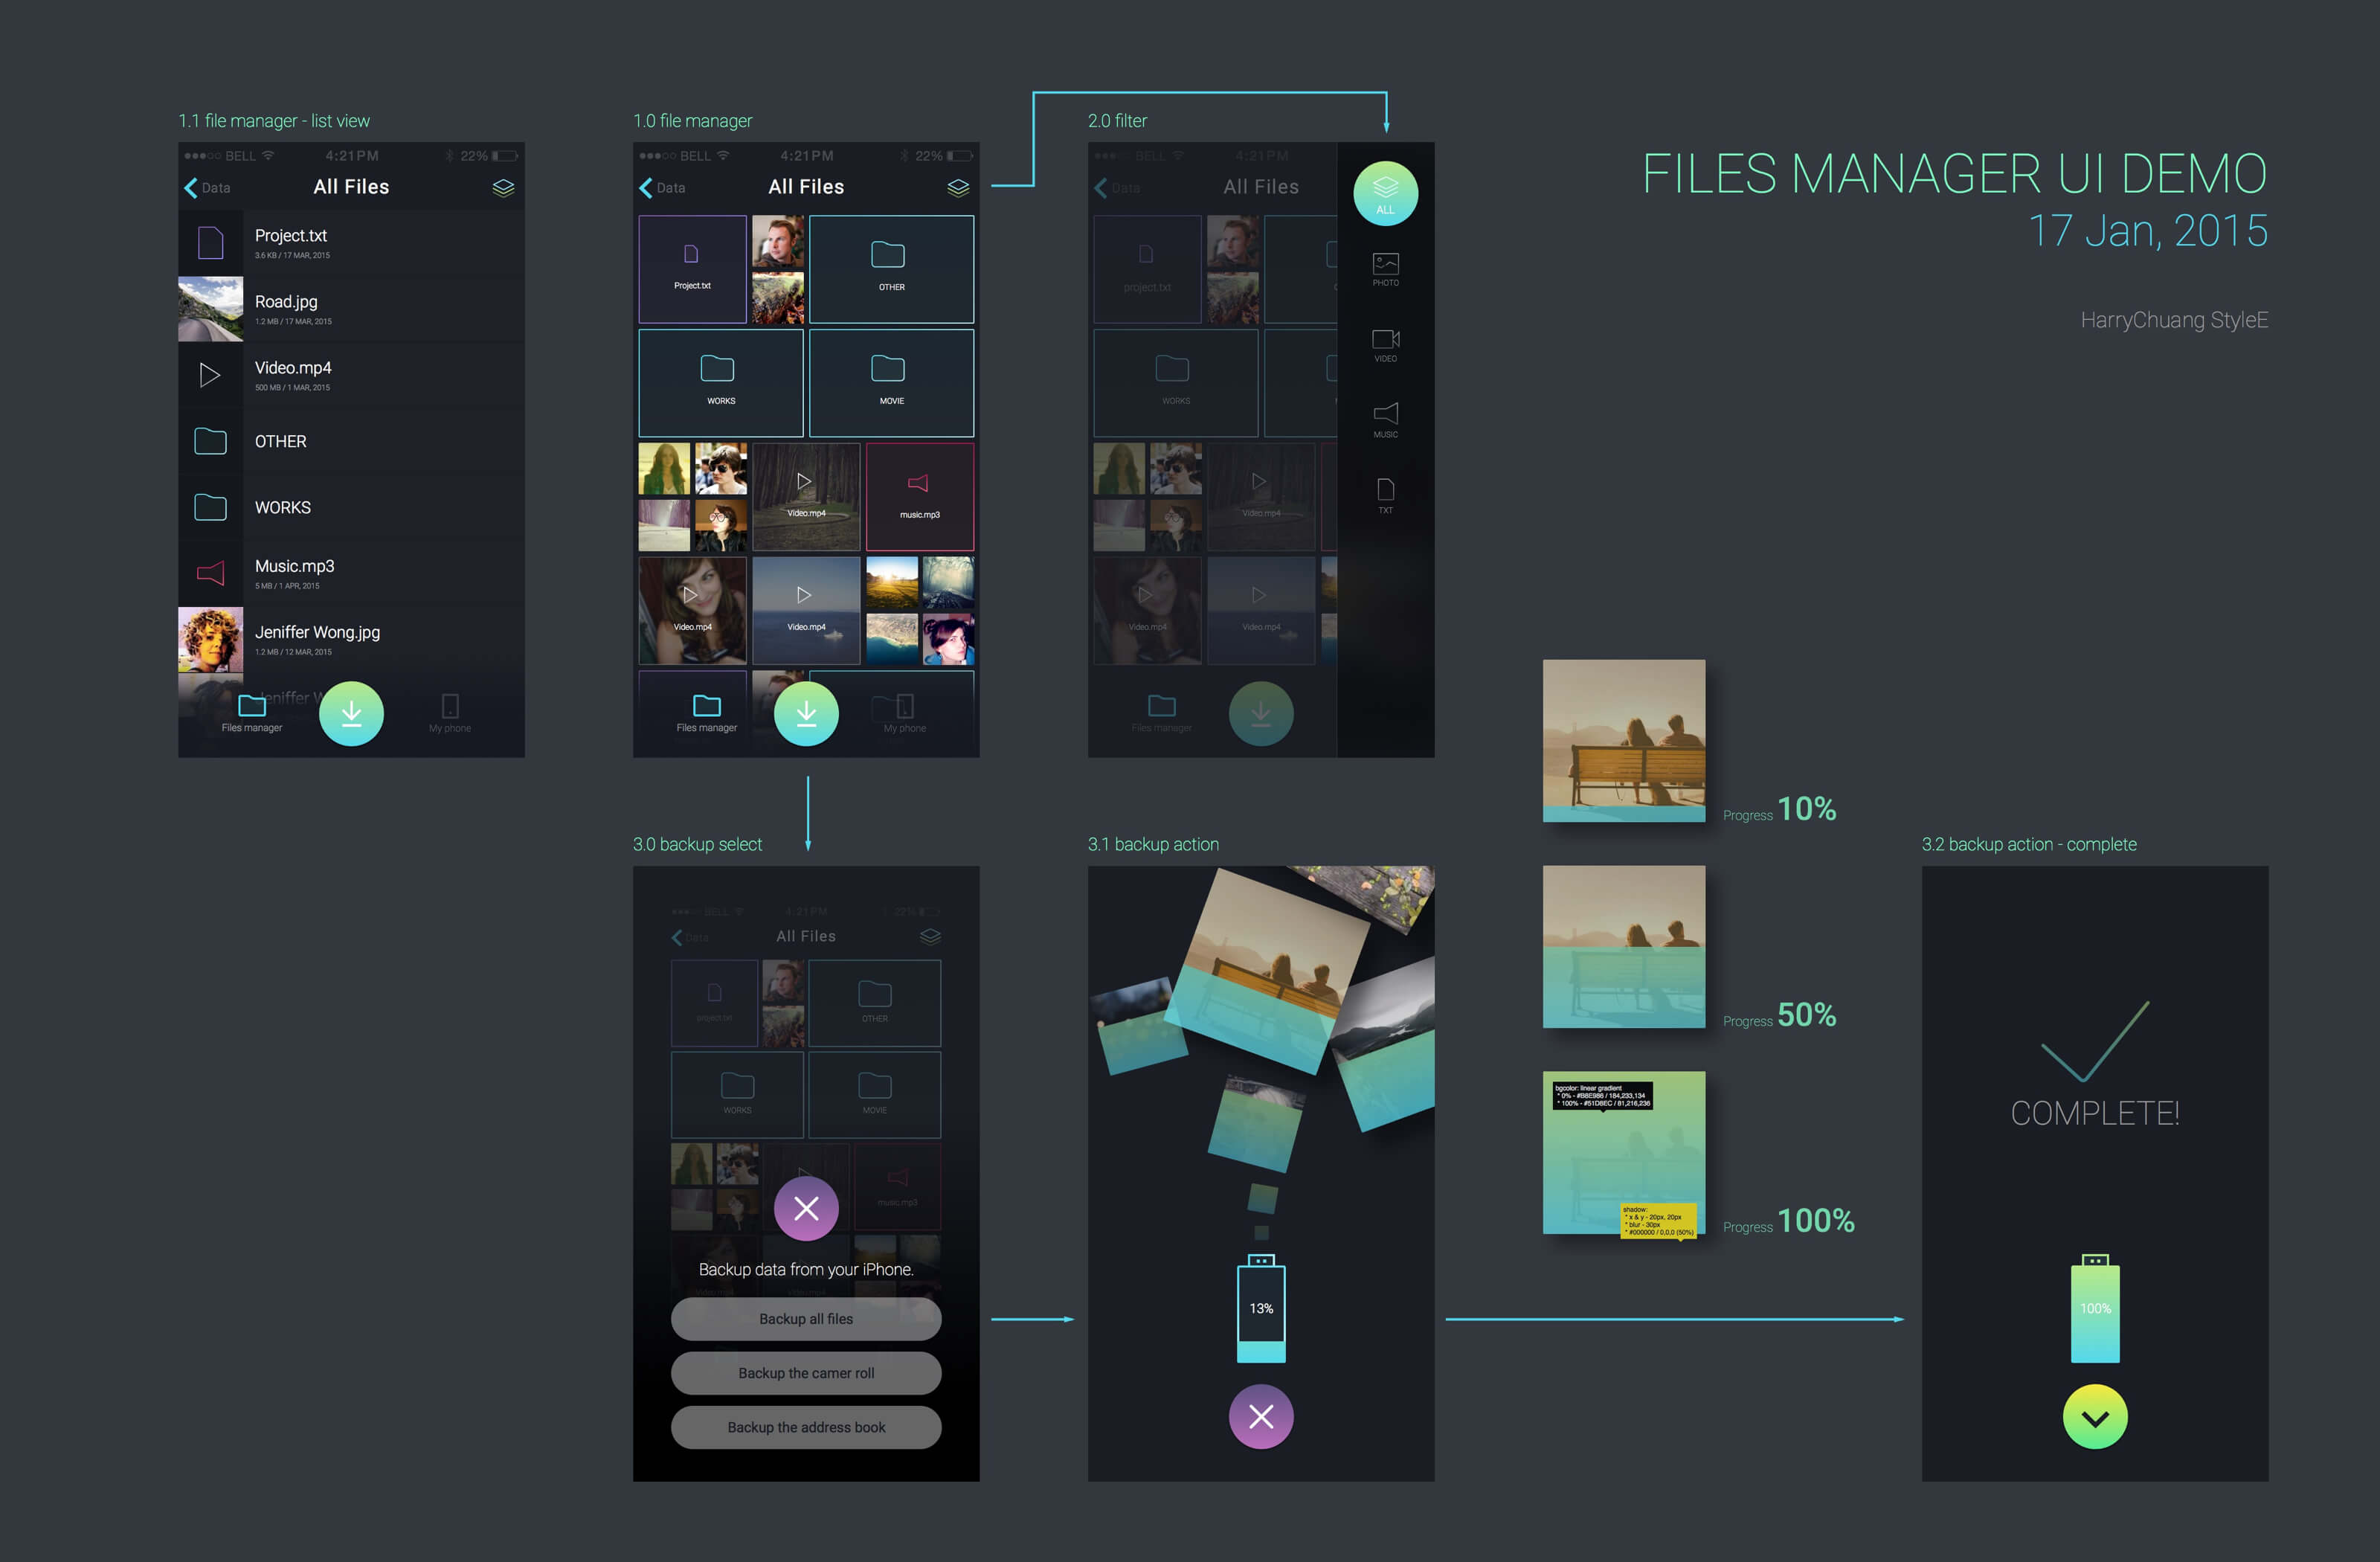 FILES MANAGER UI DEMO
17 Jan, 2015
HarryChuang StyleE
1.1 file manager - list view
BELL 4:21PM 22%
Data All Files
Project.txt
3.6 KB / 17 MAR, 2015
Road.jpg
1.2 MB / 17 MAR, 2015
Video.mp4
500 MB / 1 MAR, 2015
OTHER
WORKS
Music.mp3
5 MB / 1 APR, 2015
Jeniffer Wong.jpg
1.2 MB / 12 MAR, 2015
Jeniffer W
Files manager My phone
1.0 file manager
BELL 4:21PM 22%
Data All Files
Project.txt OTHER
WORKS MOVIE
Video.mp4 music.mp3
Video.mp4 Video.mp4
Files manager My phone
2.0 filter
BELL 4:21PM
Data All Files
ALL
project.txt
PHOTO
VIDEO
WORKS
MUSIC
Video.mp4
TXT
Video.mp4 Video.mp4
Files manager
3.0 backup select
BELL 4:21PM 22%
Data All Files
project.txt OTHER
WORKS MOVIE
music.mp3
Backup data from your iPhone.
Backup all files
Backup the camer roll
Backup the address book
3.1 backup action
13%
Progress 10%
Progress 50%
bgcolor: linear gradient
* 0% - #B8E986 / 184,233,134
* 100% - #51D8EC / 81,216,236
shadow:
* x & y - 20px, 20px
* blur - 30px
* #000000 / 0,0,0 (50%)
Progress 100%
3.2 backup action - complete
COMPLETE!
100%